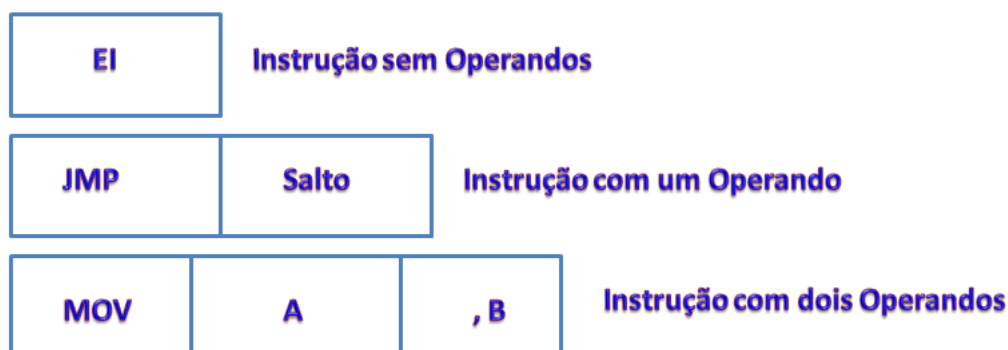 EI Instrução sem Operandos
JMP Salto Instrução com um Operando
MOV A , B Instrução com dois Operandos